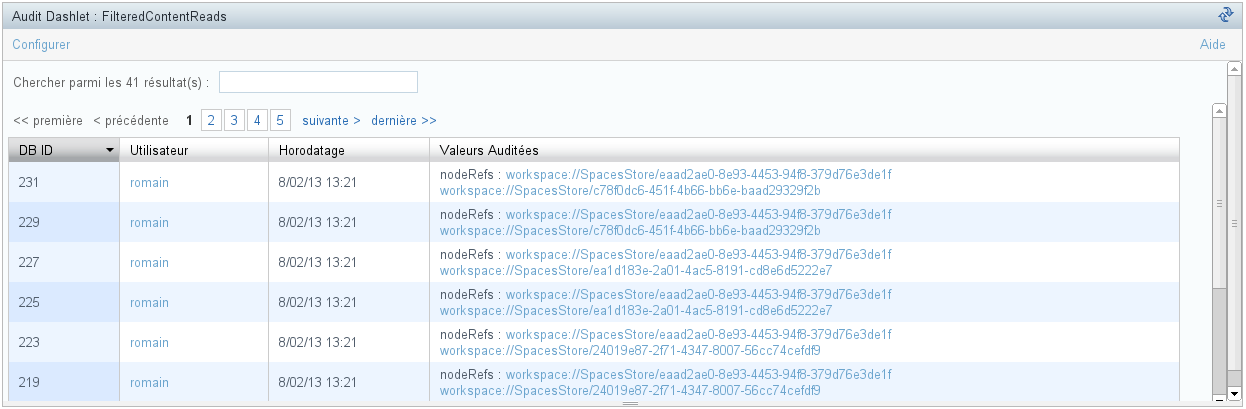 Audit Dashlet : FilteredContentReads
Configurer Aide
Chercher parmi les 41 résultat(s) :
<< première < précédente 1 2 3 4 5 suivante > dernière >>
DB ID Utilisateur Horodatage Valeurs Auditées
231 romain 8/02/13 13:21 nodeRefs : workspace://SpacesStore/eaad2ae0-8e93-4453-94f8-379d76e3de1f
workspace://SpacesStore/c78f0dc6-451f-4b66-bb6e-baad29329f2b
229 romain 8/02/13 13:21 nodeRefs : workspace://SpacesStore/eaad2ae0-8e93-4453-94f8-379d76e3de1f
workspace://SpacesStore/c78f0dc6-451f-4b66-bb6e-baad29329f2b
227 romain 8/02/13 13:21 nodeRefs : workspace://SpacesStore/eaad2ae0-8e93-4453-94f8-379d76e3de1f
workspace://SpacesStore/ea1d183e-2a01-4ac5-8191-cd8e6d5222e7
225 romain 8/02/13 13:21 nodeRefs : workspace://SpacesStore/eaad2ae0-8e93-4453-94f8-379d76e3de1f
workspace://SpacesStore/ea1d183e-2a01-4ac5-8191-cd8e6d5222e7
223 romain 8/02/13 13:21 nodeRefs : workspace://SpacesStore/eaad2ae0-8e93-4453-94f8-379d76e3de1f
workspace://SpacesStore/24019e87-2f71-4347-8007-56cc74cefdf9
219 romain 8/02/13 13:21 nodeRefs : workspace://SpacesStore/eaad2ae0-8e93-4453-94f8-379d76e3de1f
workspace://SpacesStore/24019e87-2f71-4347-8007-56cc74cefdf9